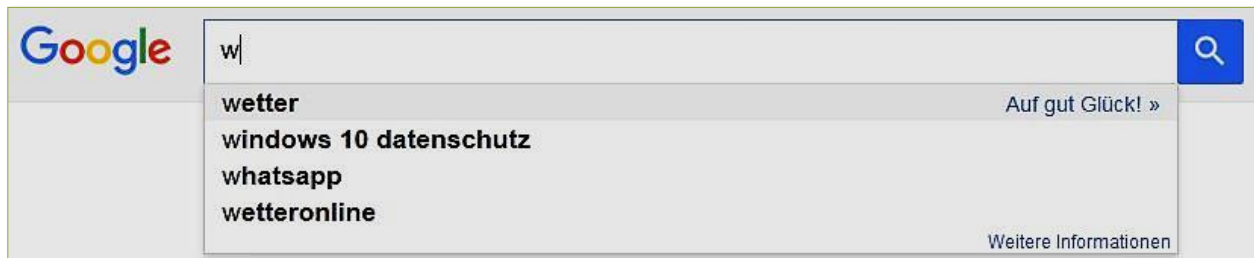 Google
w
wetter Auf gut Glück! »
windows 10 datenschutz
whatsapp
wetteronline
Weitere Informationen